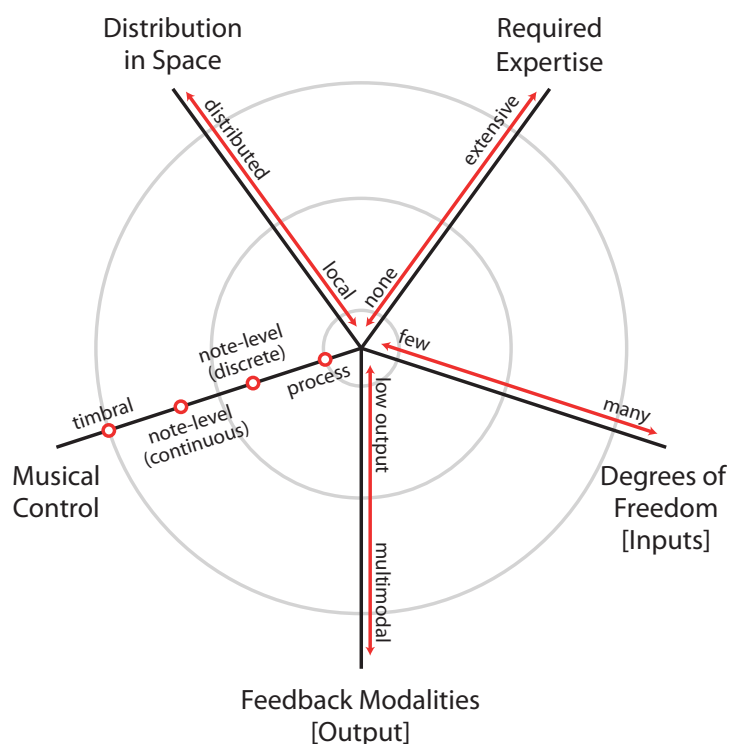 Distribution
in Space
Required
Expertise
distributed
extensive
local
none
few
many
note-level
(discrete)
process
timbral
note-level
(continuous)
low output
multimodal
Musical
Control
Degrees of
Freedom
[Inputs]
Feedback Modalities
[Output]